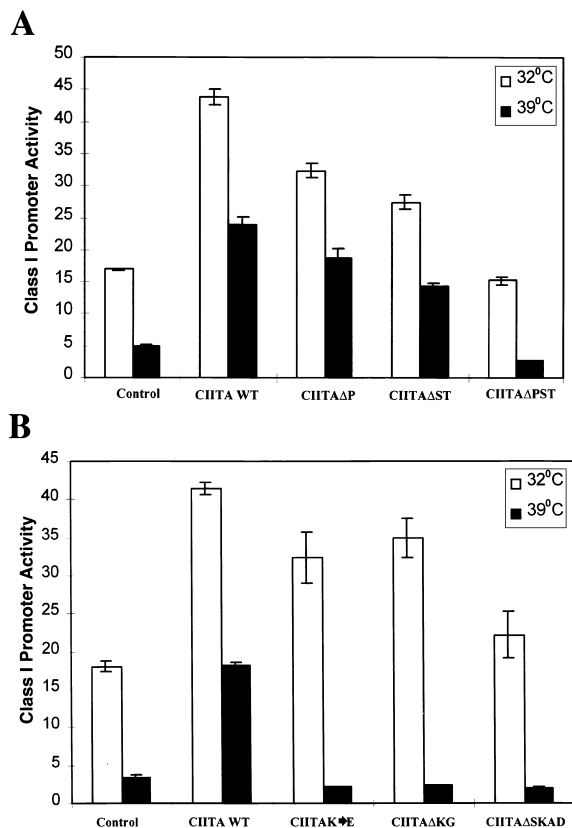 A
Class I Promoter Activity
50
45
40
35
30
25
20
15
10
5
0
32⁰C
39⁰C
Control CIITA WT CIITAΔP CIITAΔST CIITAΔPST
B
Class I Promoter Activity
45
40
35
30
25
20
15
10
5
0
32⁰C
39⁰C
Control CIITA WT CIITAK➡E CIITAΔKG CIITAΔSKAD